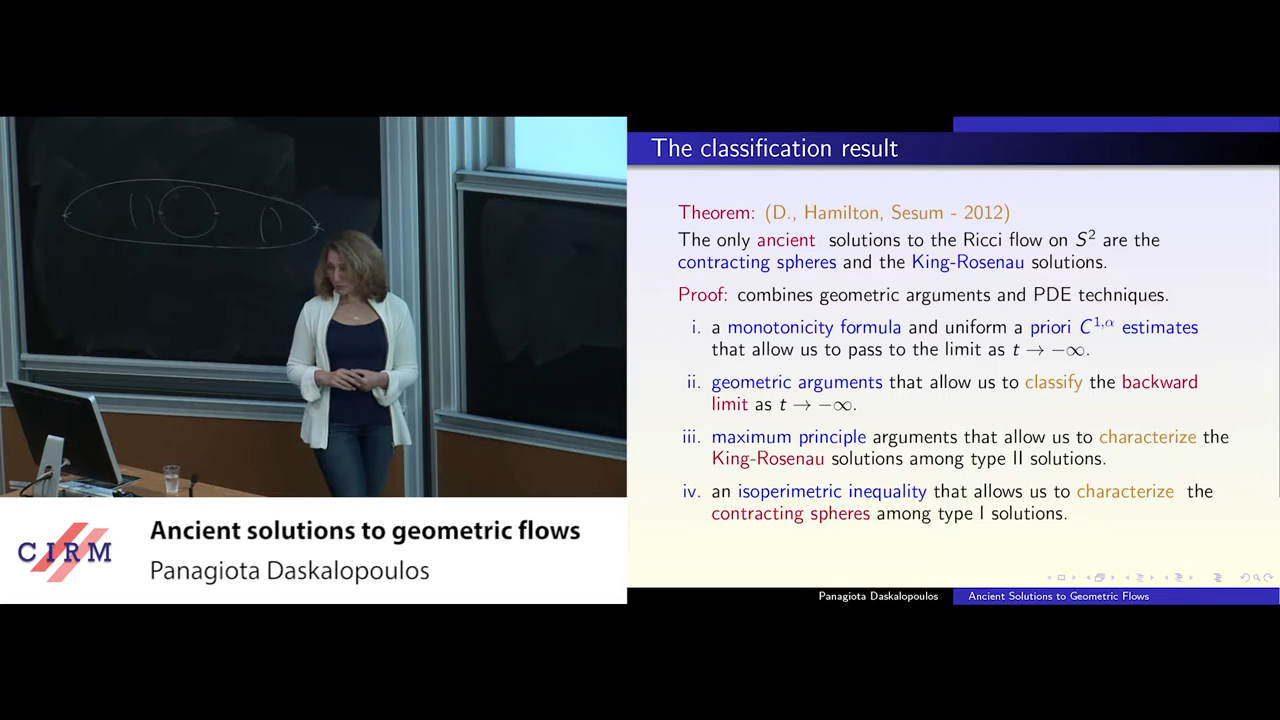 CIRM
Ancient solutions to geometric flows
Panagiota Daskalopoulos
The classification result
Theorem: (D., Hamilton, Sesum - 2012)
The only ancient solutions to the Ricci flow on S² are the
contracting spheres and the King-Rosenau solutions.
Proof: combines geometric arguments and PDE techniques.
i. a monotonicity formula and uniform a priori C^{1,α} estimates
that allow us to pass to the limit as t → −∞.
ii. geometric arguments that allow us to classify the backward
limit as t → −∞.
iii. maximum principle arguments that allow us to characterize the
King-Rosenau solutions among type II solutions.
iv. an isoperimetric inequality that allows us to characterize the
contracting spheres among type I solutions.
Panagiota Daskalopoulos Ancient Solutions to Geometric Flows